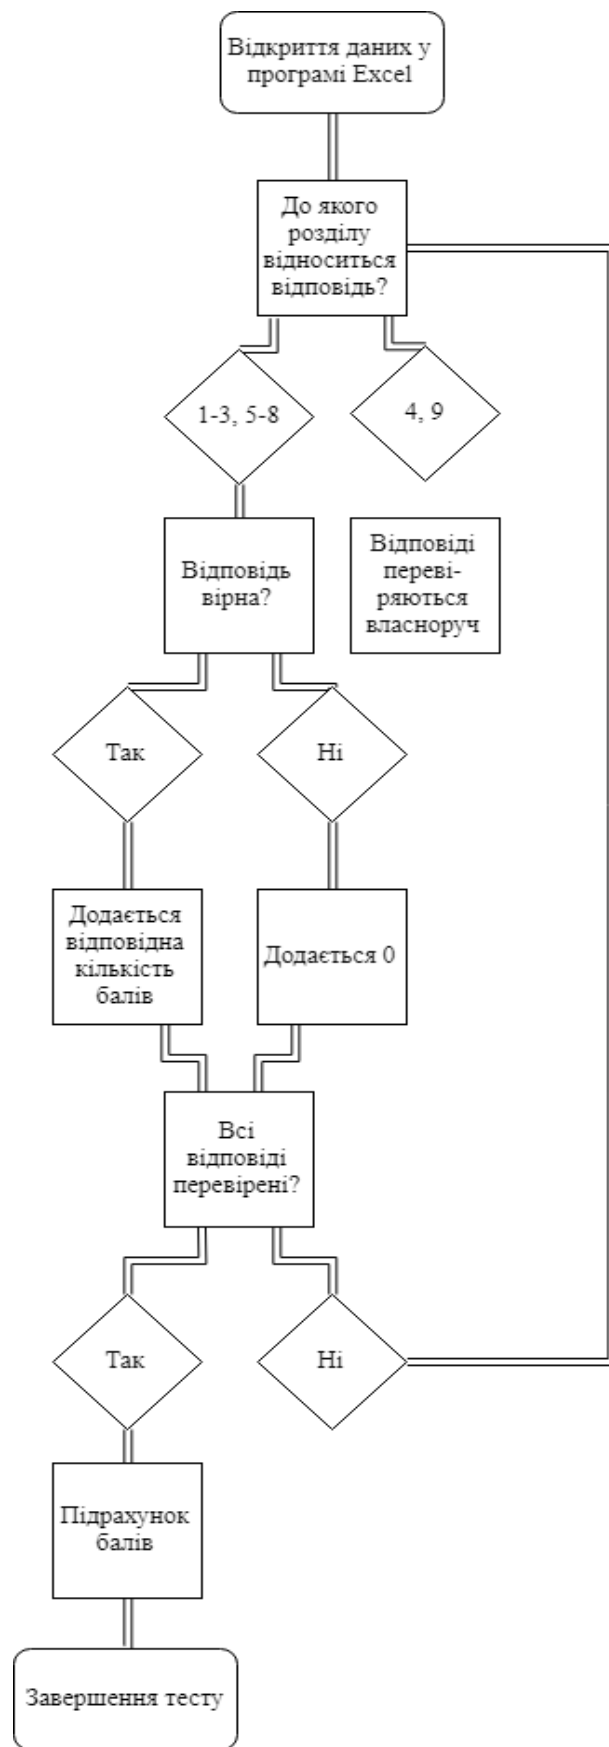 Відкриття даних у
програмі Excel
До якого
розділу
відноситься
відповідь?
1-3, 5-8
4, 9
Відповідь
вірна?
Відповіді
переві-
ряються
власноруч
Так
Ні
Додається
відповідна
кількість
балів
Додається 0
Всі
відповіді
перевірені?
Так
Ні
Підрахунок
балів
Завершення тесту